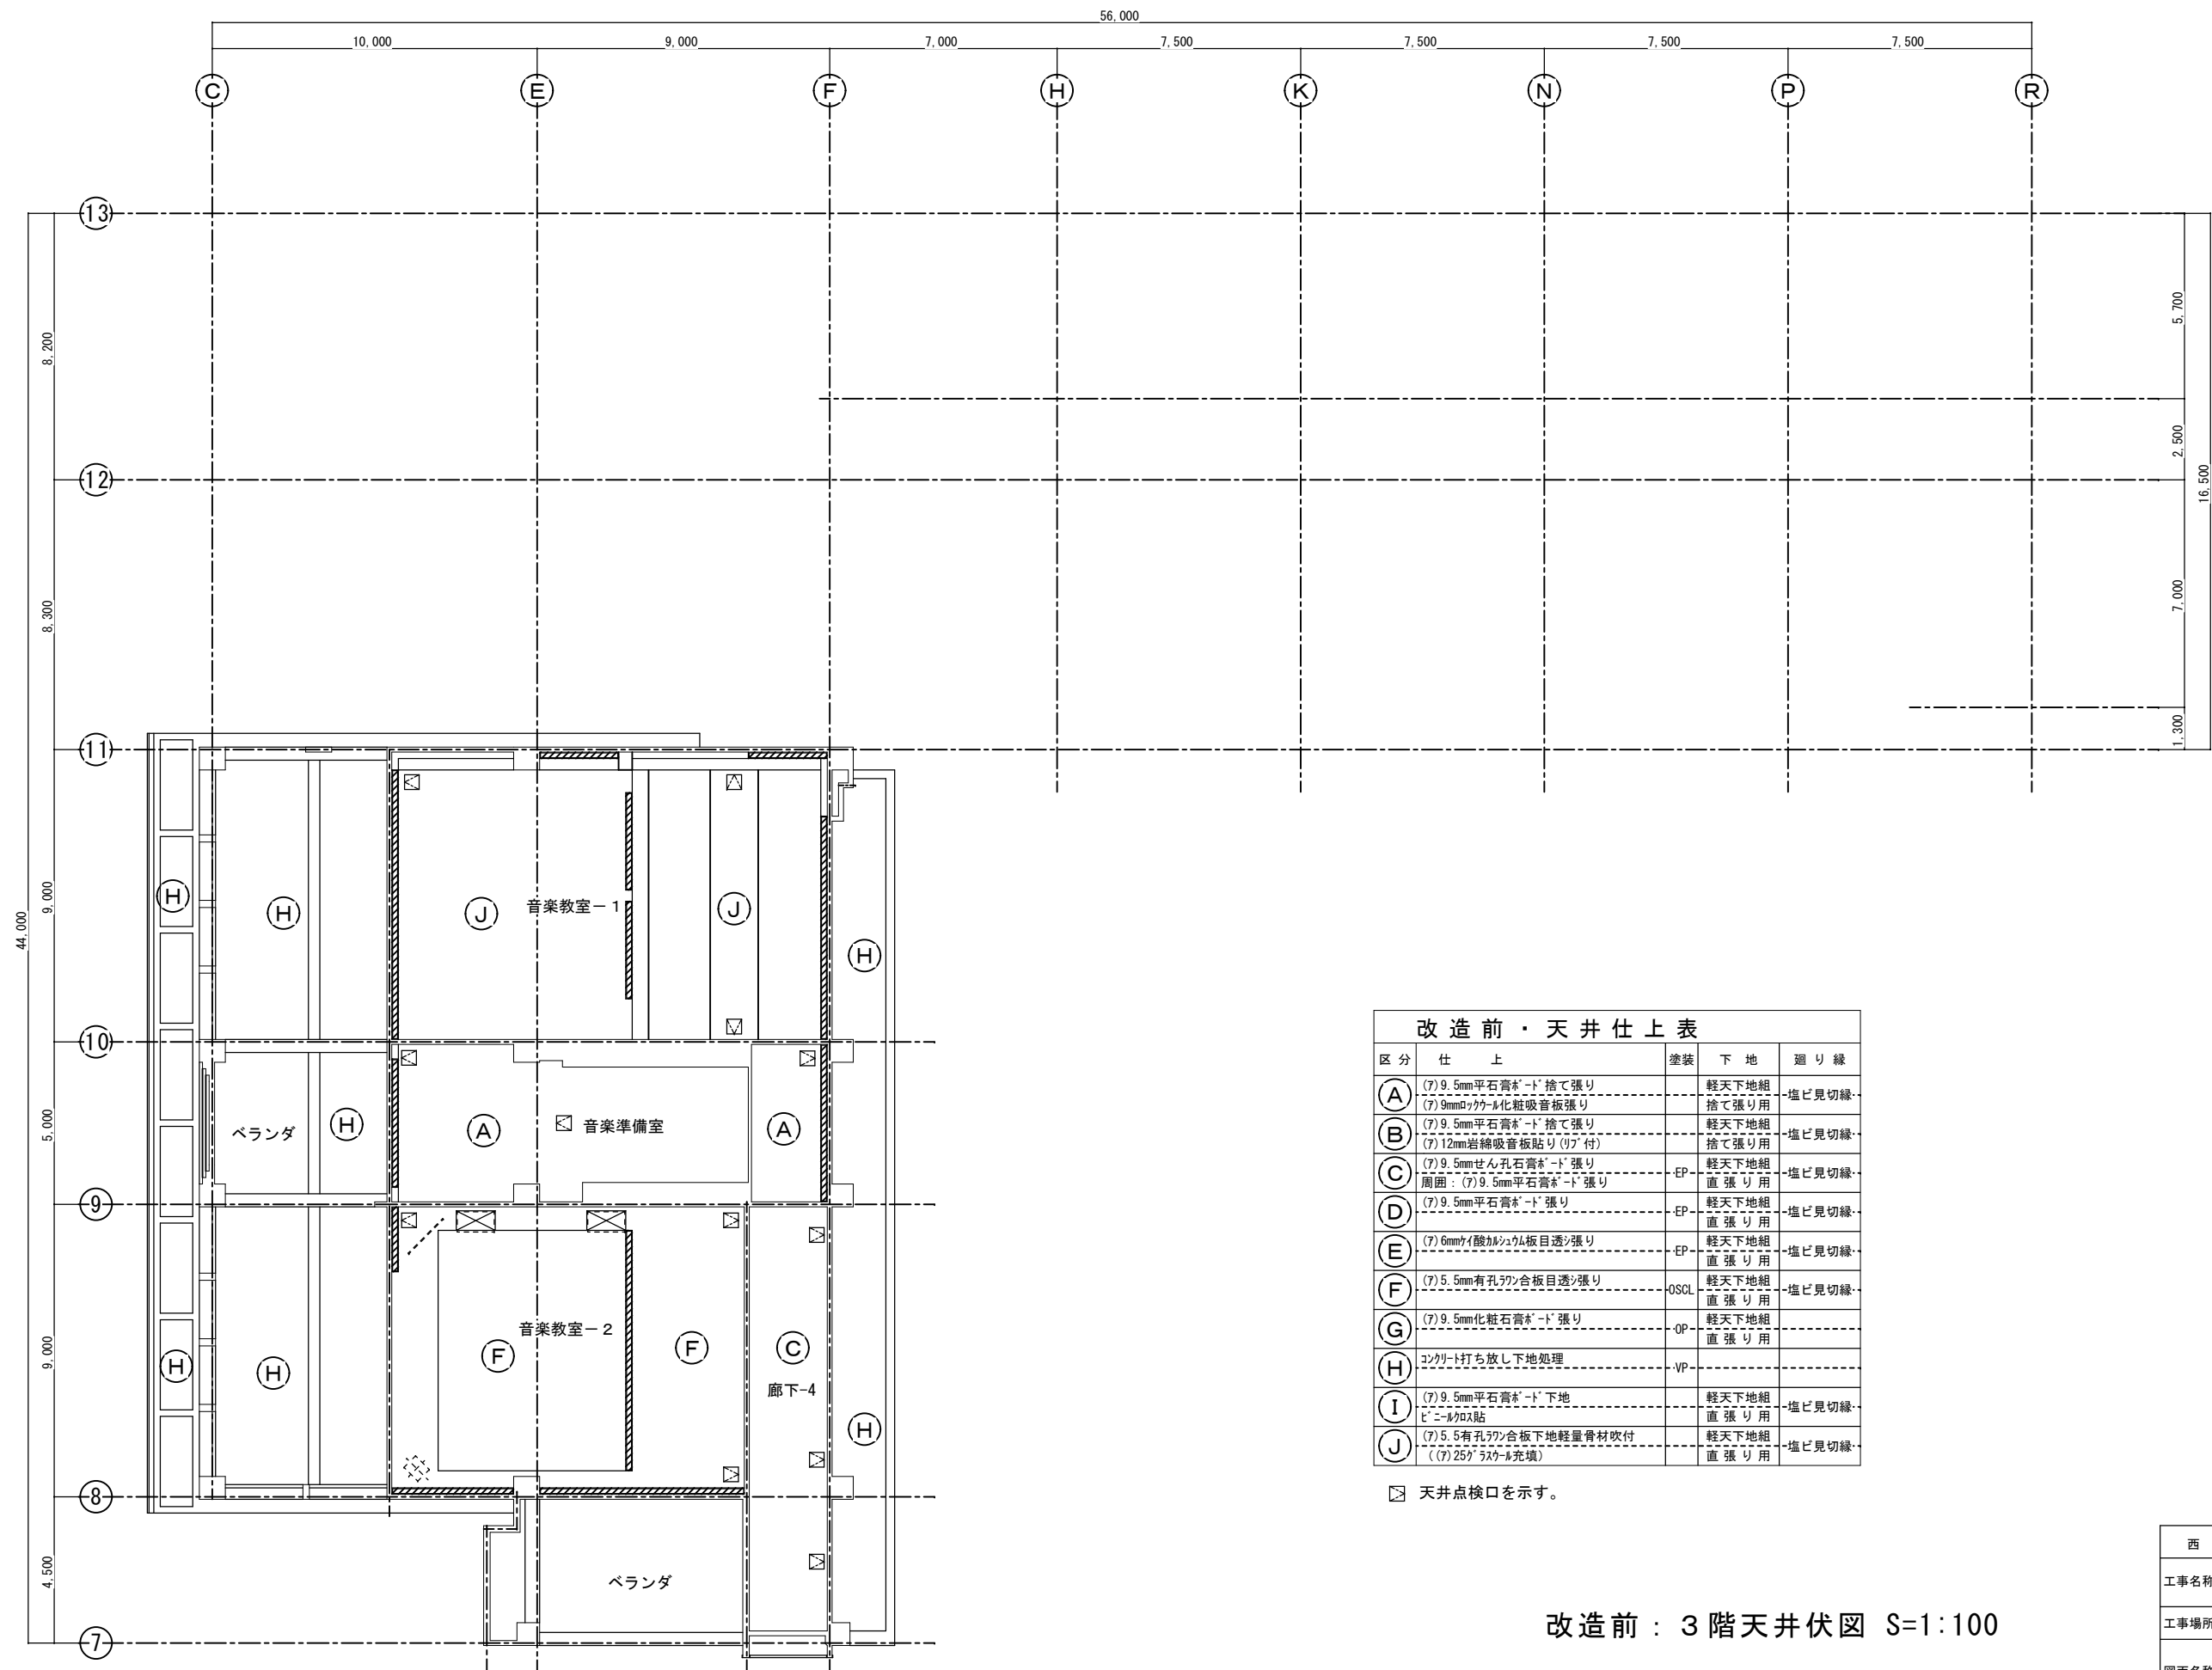 56,000
10,000 9,000 7,000 7,500 7,500 7,500 7,500
C E F H K N P R
13
8,200
5,700
2,500
12
16,500
8,300
7,000
1,300
11
9,000
44,000
H H J 音楽教室－1 J H
10
5,000
ベランダ H A 音楽準備室 A
9
9,000
音楽教室－2
H H F F C
廊下-4
H
8
4,500
ベランダ
7
改造前・天井仕上表
区分 仕上 塗装 下地 廻り縁
A (ｱ)9.5mm平石膏ﾎﾞｰﾄﾞ捨て張り 軽天下地組 塩ビ見切縁
(ｱ)9mmﾛｯｸｳｰﾙ化粧吸音板張り 捨て張り用
B (ｱ)9.5mm平石膏ﾎﾞｰﾄﾞ捨て張り 軽天下地組 塩ビ見切縁
(ｱ)12mm岩綿吸音板貼り(ﾘﾌﾞ付) 捨て張り用
C (ｱ)9.5mmせん孔石膏ﾎﾞｰﾄﾞ張り EP 軽天下地組 塩ビ見切縁
周囲：(ｱ)9.5mm平石膏ﾎﾞｰﾄﾞ張り 直張り用
D (ｱ)9.5mm平石膏ﾎﾞｰﾄﾞ張り EP 軽天下地組 塩ビ見切縁
直張り用
E (ｱ)6mmｹｲ酸ｶﾙｼｭｳﾑ板目透ｼ張り EP 軽天下地組 塩ビ見切縁
直張り用
F (ｱ)5.5mm有孔ﾗﾜﾝ合板目透ｼ張り OSCL 軽天下地組 塩ビ見切縁
直張り用
G (ｱ)9.5mm化粧石膏ﾎﾞｰﾄﾞ張り OP 軽天下地組
直張り用
H ｺﾝｸﾘｰﾄ打ち放し下地処理 VP
I (ｱ)9.5mm平石膏ﾎﾞｰﾄﾞ下地 軽天下地組 塩ビ見切縁
ﾋﾞﾆｰﾙｸﾛｽ貼 直張り用
J (ｱ)5.5有孔ﾗﾜﾝ合板下地軽量骨材吹付 軽天下地組 塩ビ見切縁
((ｱ)25ｸﾞﾗｽｳｰﾙ充填) 直張り用
天井点検口を示す。
改造前：３階天井伏図 S=1:100
西
工事名称
工事場所